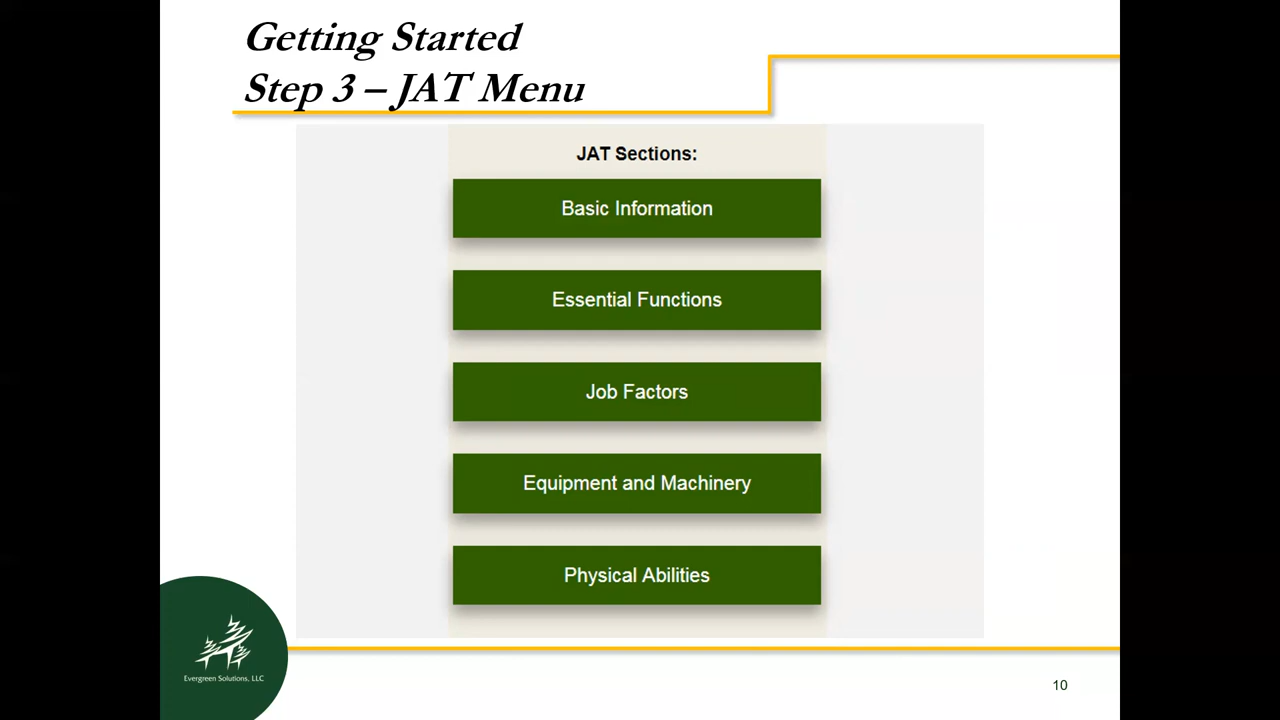 Getting Started
Step 3 – JAT Menu
JAT Sections:
Basic Information
Essential Functions
Job Factors
Equipment and Machinery
Physical Abilities
Evergreen Solutions, LLC
10